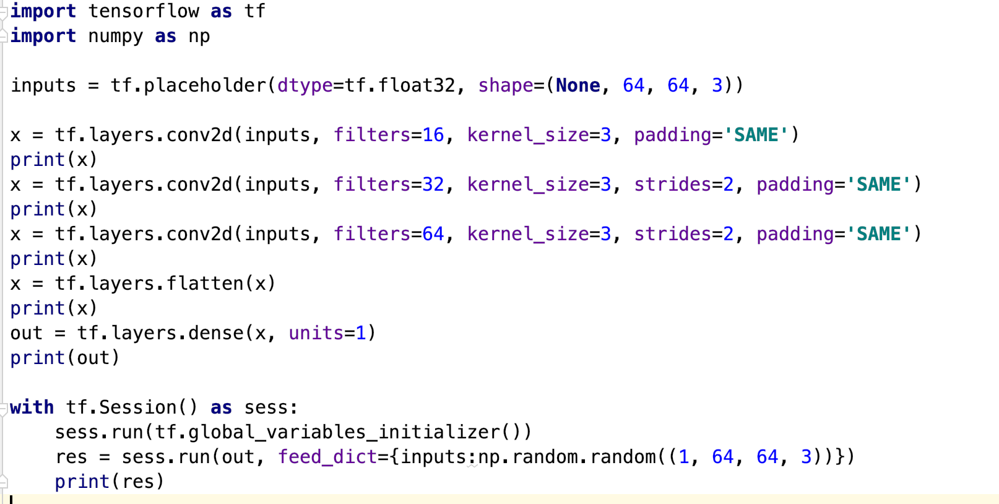 import tensorflow as tf
import numpy as np
inputs = tf.placeholder(dtype=tf.float32, shape=(None, 64, 64, 3))
x = tf.layers.conv2d(inputs, filters=16, kernel_size=3, padding='SAME')
print(x)
x = tf.layers.conv2d(inputs, filters=32, kernel_size=3, strides=2, padding='SAME')
print(x)
x = tf.layers.conv2d(inputs, filters=64, kernel_size=3, strides=2, padding='SAME')
print(x)
x = tf.layers.flatten(x)
print(x)
out = tf.layers.dense(x, units=1)
print(out)
with tf.Session() as sess:
    sess.run(tf.global_variables_initializer())
    res = sess.run(out, feed_dict={inputs:np.random.random((1, 64, 64, 3))})
    print(res)